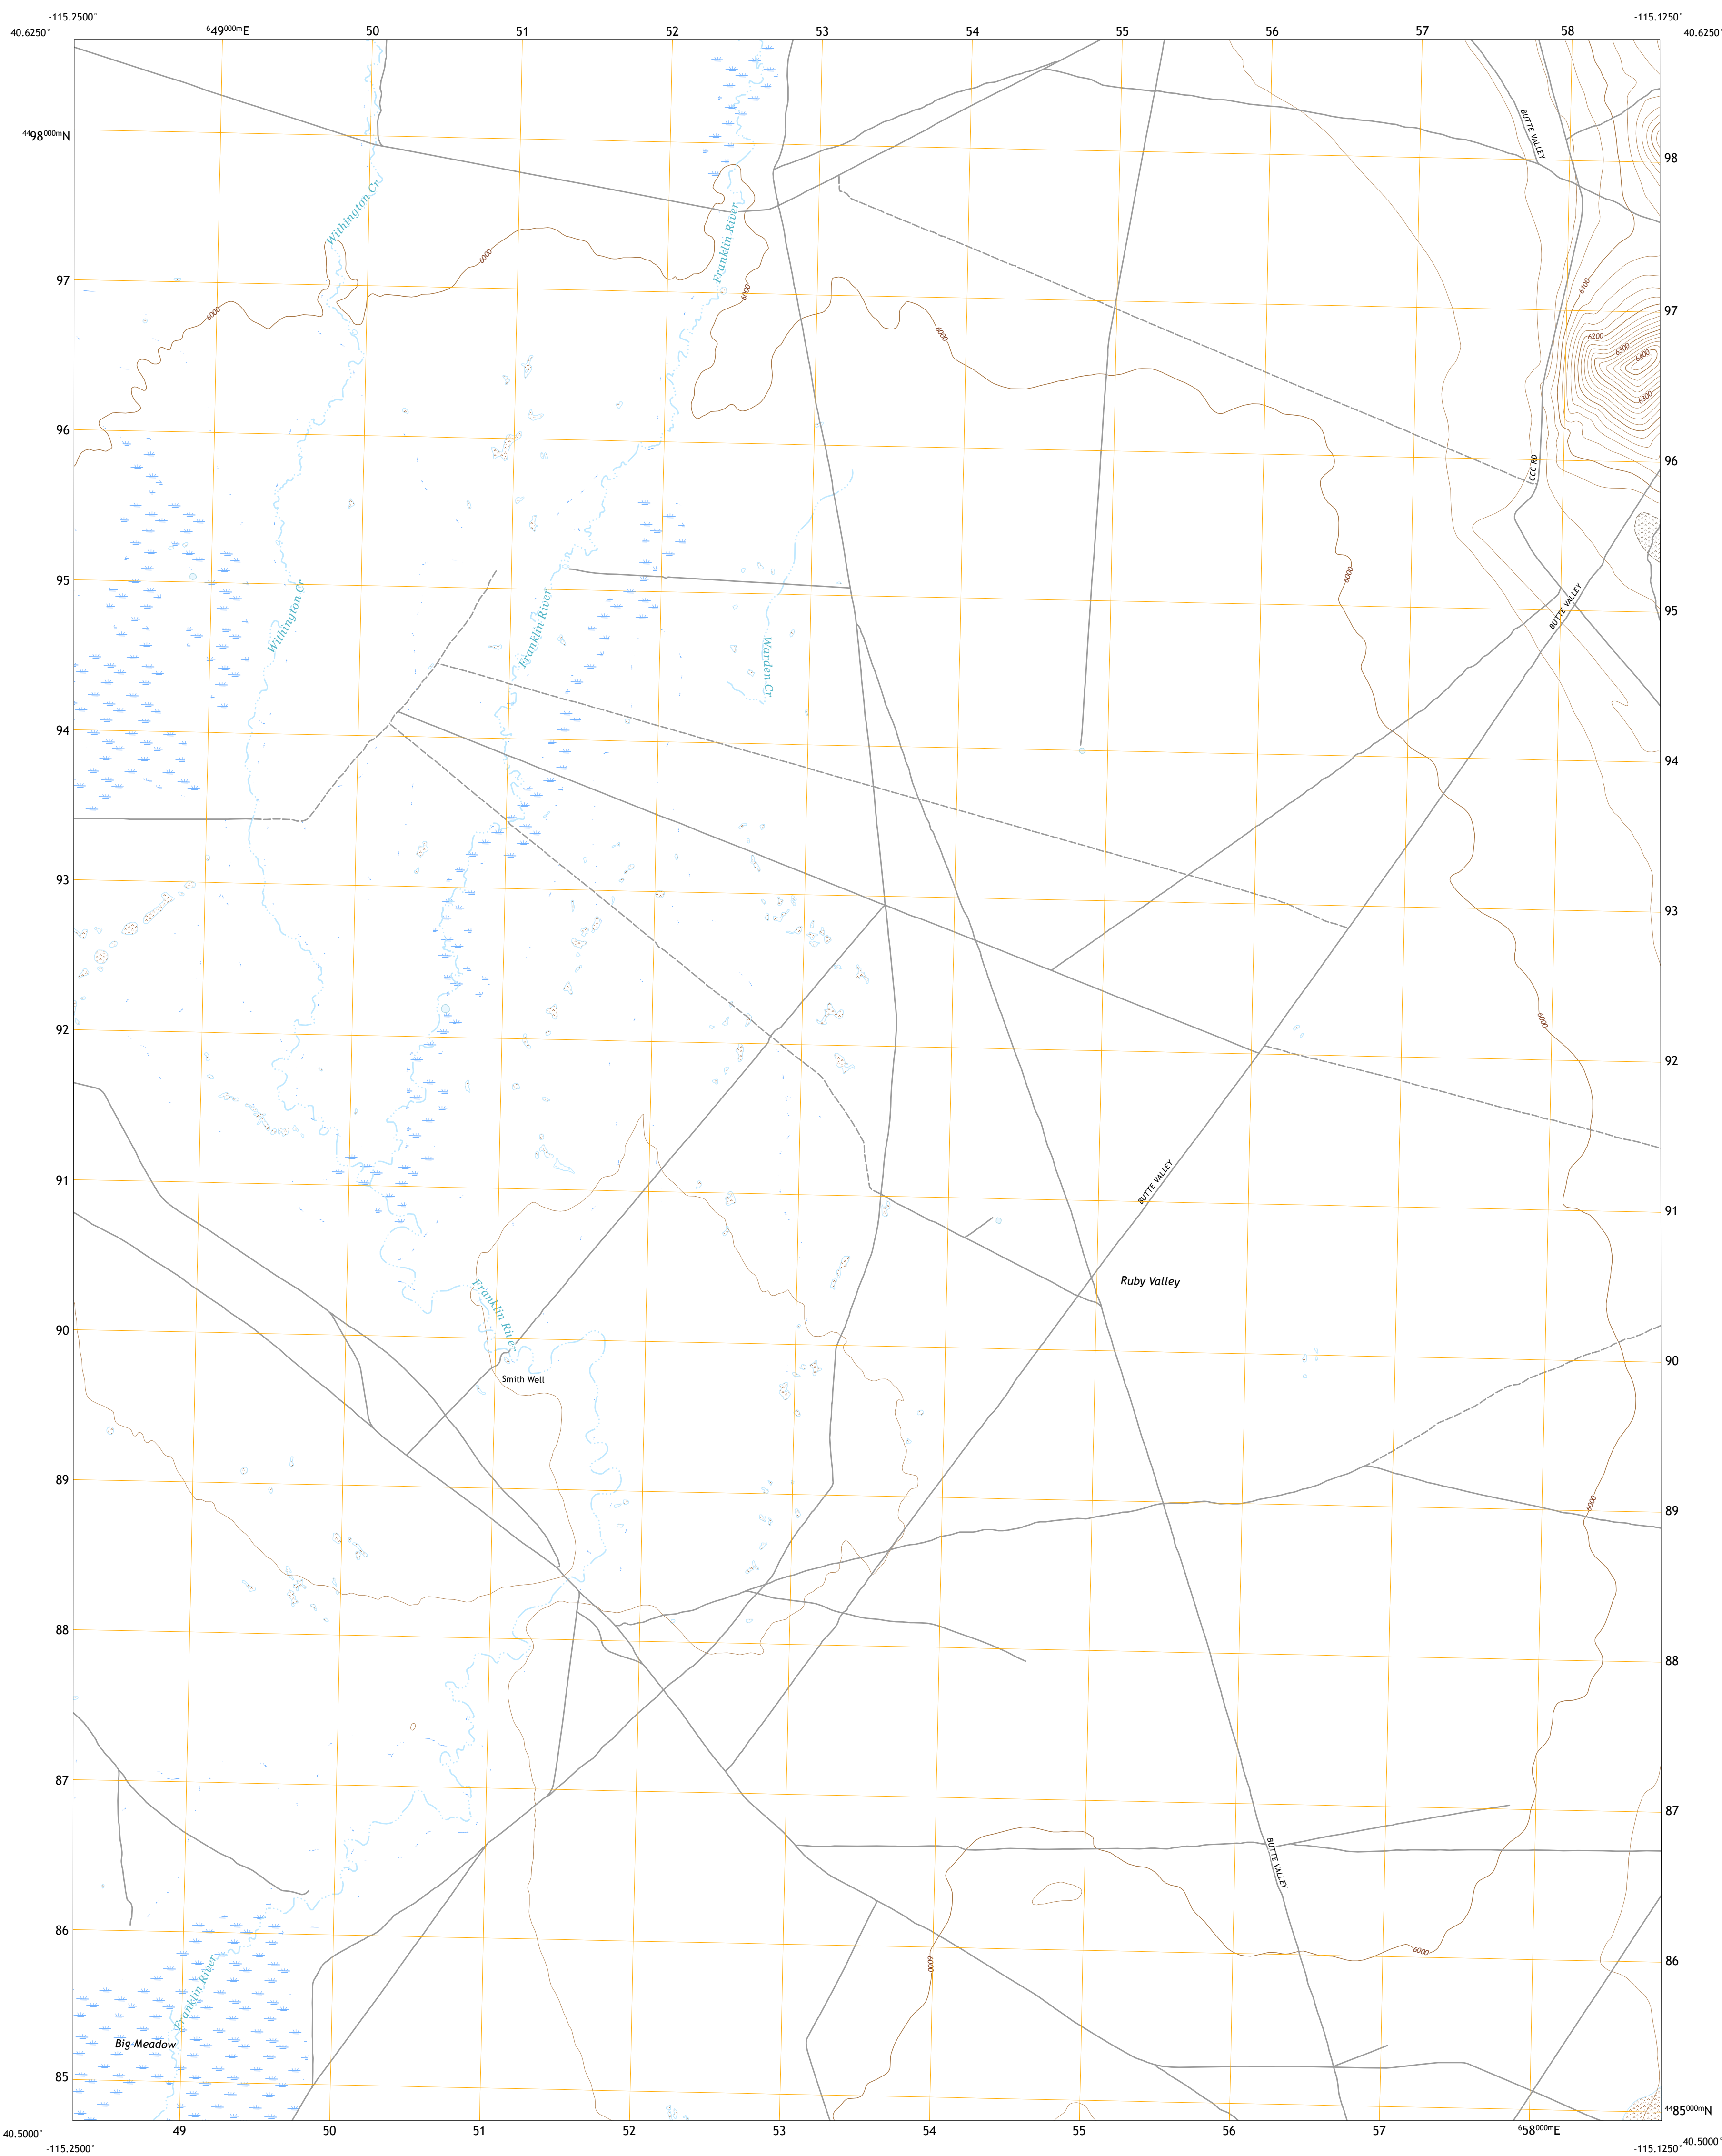 -115.2500° -115.1250°
40.6250° ⁶49⁰⁰⁰ᵐE 50 51 52 53 54 55 56 57 58 40.6250°
BUTTE VALLEY
⁴⁴98⁰⁰⁰ᵐN 98
Withington Cr
Franklin River
6000
6000
6100
97 97
6000
6000
6200
6300
6400
6300
96 96
CCC RD
6000
95 95
Withington Cr
Franklin River
BUTTE VALLEY
Warden Cr
94 94
93 93
6000
92 92
91 91
BUTTE VALLEY
Ruby Valley
Franklin River
90 90
Smith Well
89 89
6000
88 88
87 87
BUTTE VALLEY
86 86
6000
6000
Franklin River
Big Meadow
85 ⁴⁴85⁰⁰⁰ᵐN
40.5000° 49 50 51 52 53 54 55 56 57 ⁶58⁰⁰⁰ᵐE 40.5000°
-115.2500° -115.1250°